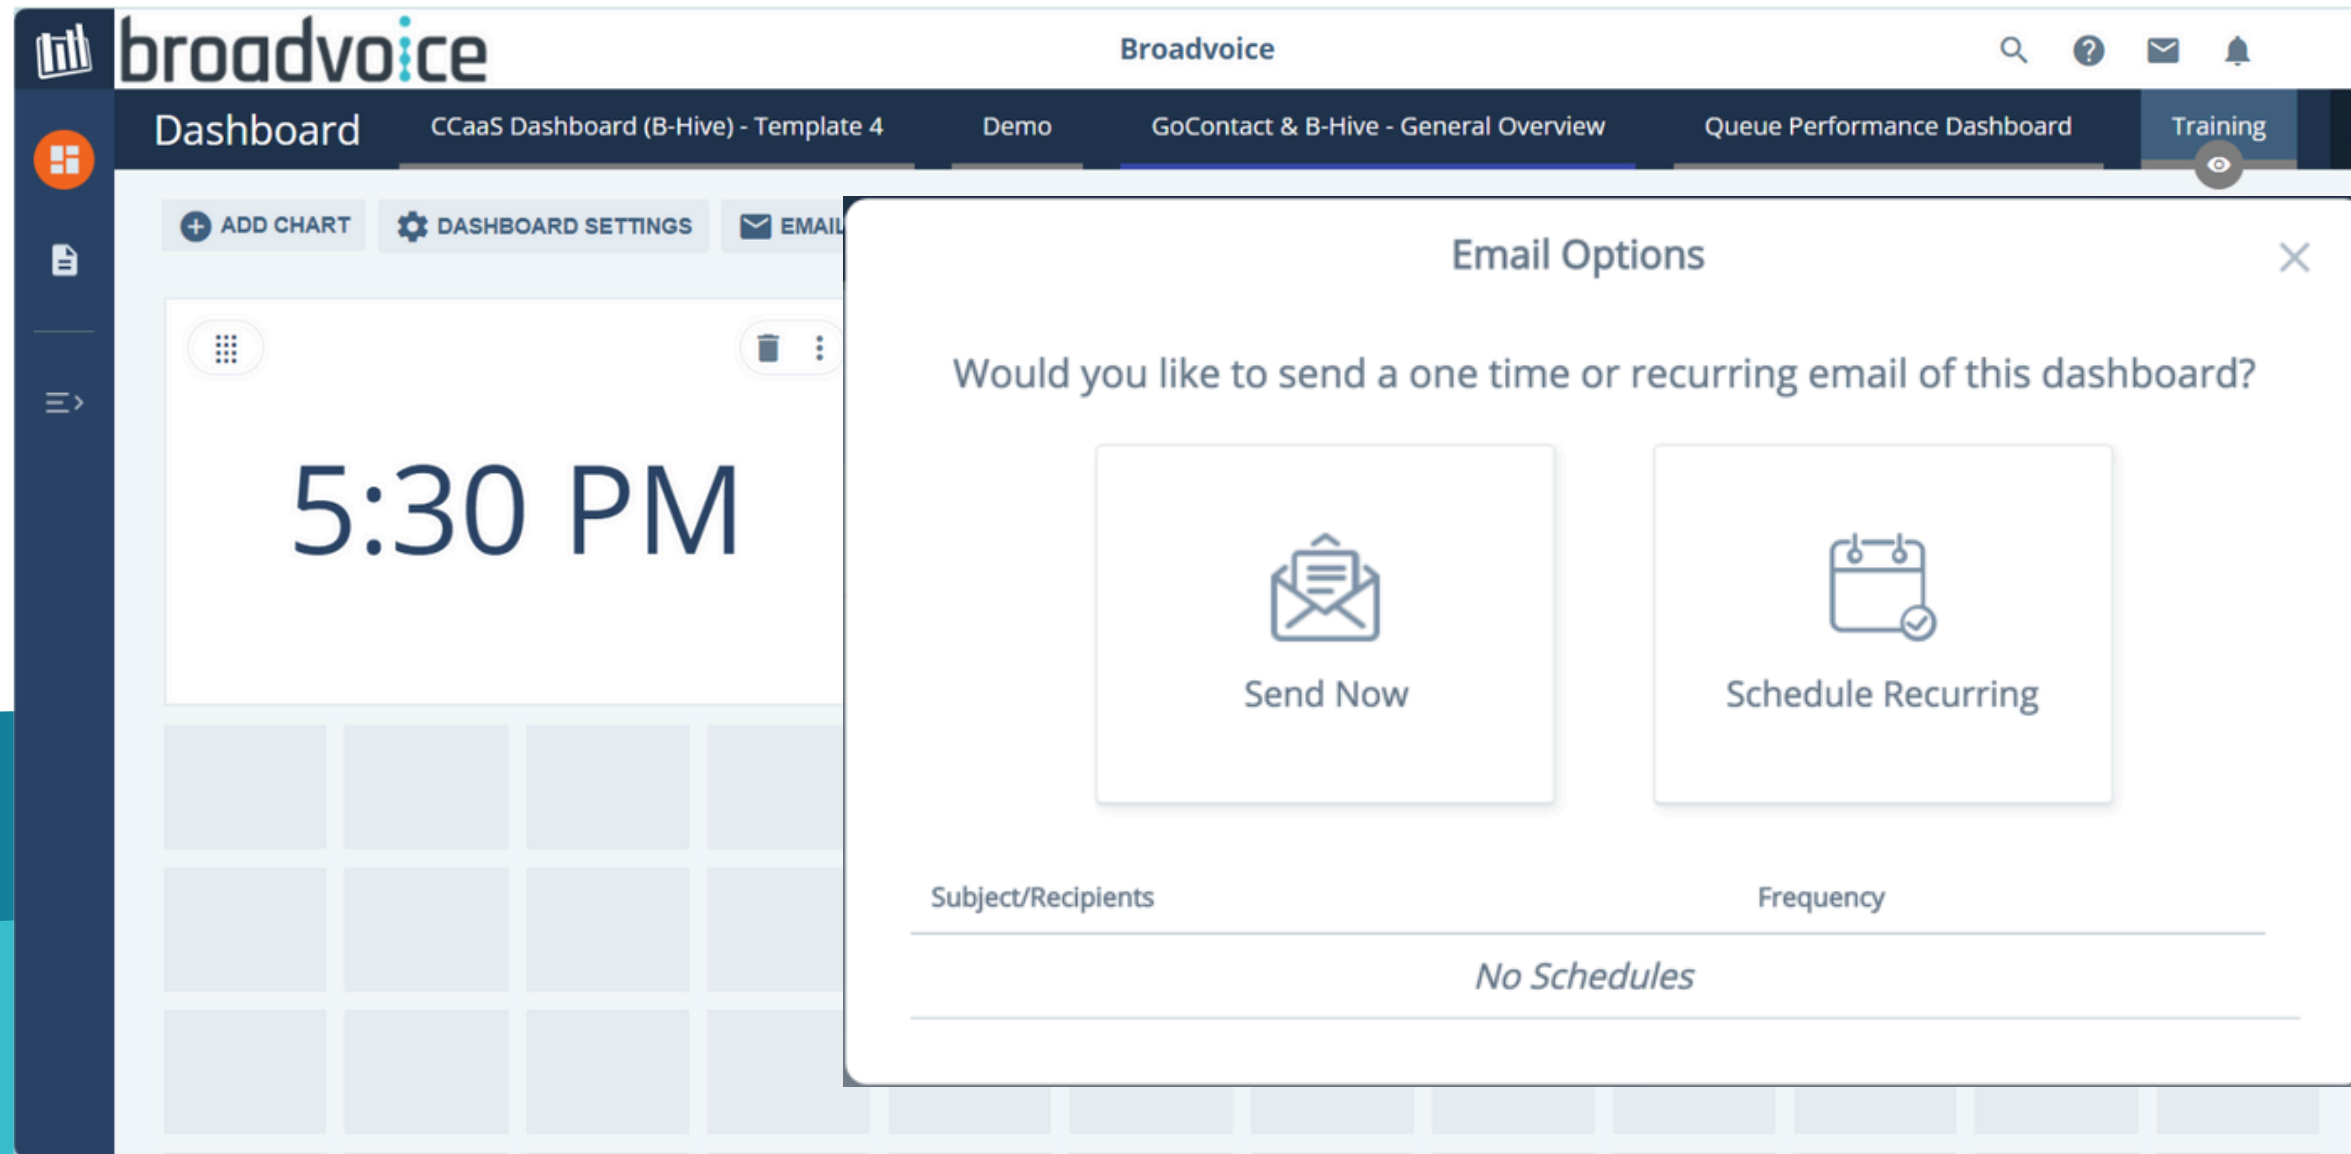 broadvoice
Broadvoice
Dashboard
CCaaS Dashboard (B-Hive) - Template 4
Demo
GoContact & B-Hive - General Overview
Queue Performance Dashboard
Training
ADD CHART
DASHBOARD SETTINGS
EMAIL
Email Options
Would you like to send a one time or recurring email of this dashboard?
5:30 PM
Send Now
Schedule Recurring
Subject/Recipients
Frequency
No Schedules